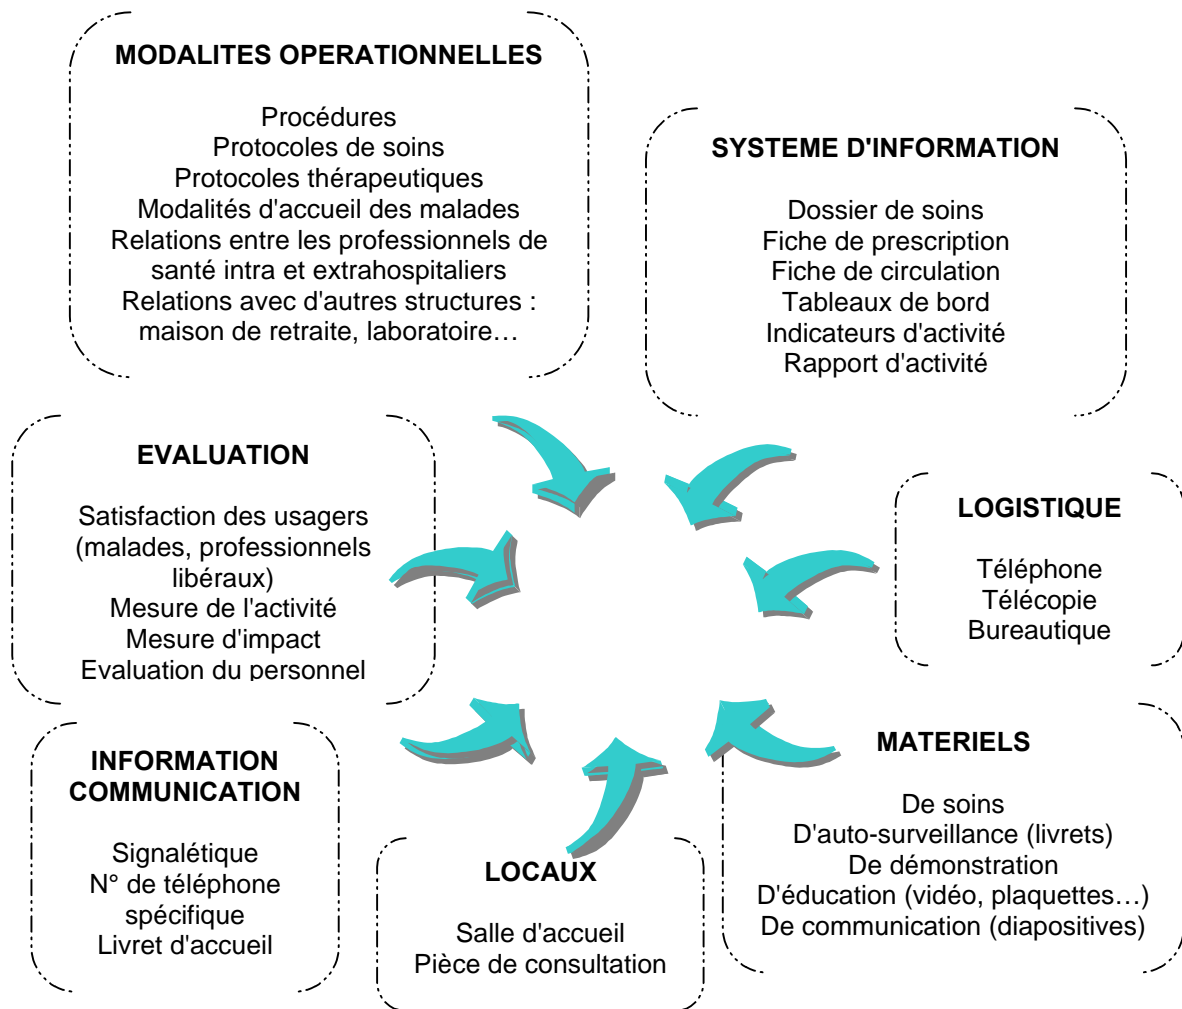 MODALITES OPERATIONNELLES
Procédures
Protocoles de soins
Protocoles thérapeutiques
Modalités d'accueil des malades
Relations entre les professionnels de
santé intra et extrahospitaliers
Relations avec d'autres structures :
maison de retraite, laboratoire…
SYSTEME D'INFORMATION
Dossier de soins
Fiche de prescription
Fiche de circulation
Tableaux de bord
Indicateurs d'activité
Rapport d'activité
EVALUATION
Satisfaction des usagers
(malades, professionnels
libéraux)
Mesure de l'activité
Mesure d'impact
Evaluation du personnel
LOGISTIQUE
Téléphone
Télécopie
Bureautique
INFORMATION
COMMUNICATION
Signalétique
N° de téléphone
spécifique
Livret d'accueil
LOCAUX
Salle d'accueil
Pièce de consultation
MATERIELS
De soins
D'auto-surveillance (livrets)
De démonstration
D'éducation (vidéo, plaquettes…)
De communication (diapositives)